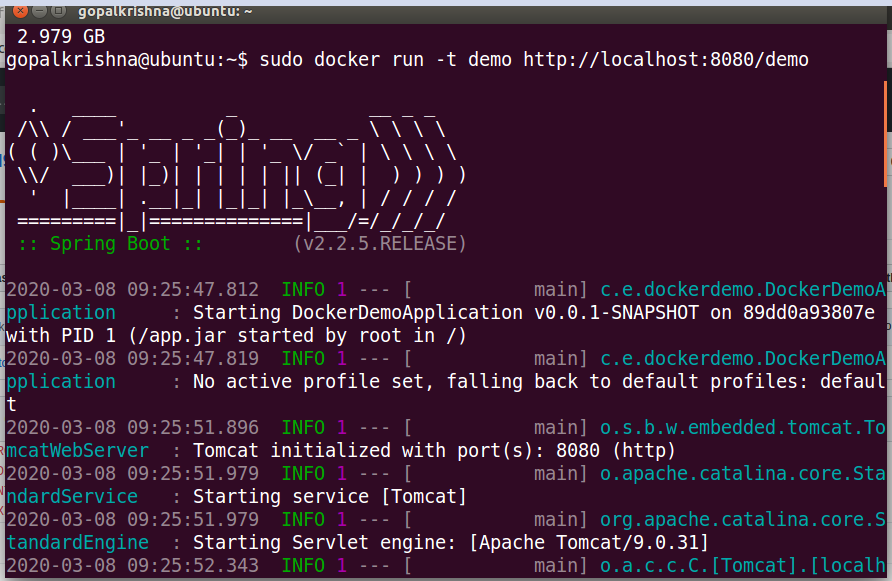 gopalkrishna@ubuntu: ~
2.979 GB
gopalkrishna@ubuntu:~$ sudo docker run -t demo http://localhost:8080/demo
  .   ____          _            __ _ _
 /\\ / ___'_ __ _ _(_)_ __  __ _ \ \ \ \
( ( )\___ | '_ | '_| | '_ \/ _` | \ \ \ \
 \\/  ___)| |_)| | | | | || (_| |  ) ) ) )
  '  |____| .__|_| |_|_| |_\__, | / / / /
 =========|_|==============|___/=/_/_/_/
 :: Spring Boot ::        (v2.2.5.RELEASE)
2020-03-08 09:25:47.812  INFO 1 --- [           main] c.e.dockerdemo.DockerDemoA
pplication     : Starting DockerDemoApplication v0.0.1-SNAPSHOT on 89dd0a93807e
with PID 1 (/app.jar started by root in /)
2020-03-08 09:25:47.819  INFO 1 --- [           main] c.e.dockerdemo.DockerDemoA
pplication     : No active profile set, falling back to default profiles: defaul
t
2020-03-08 09:25:51.896  INFO 1 --- [           main] o.s.b.w.embedded.tomcat.To
mcatWebServer  : Tomcat initialized with port(s): 8080 (http)
2020-03-08 09:25:51.979  INFO 1 --- [           main] o.apache.catalina.core.Sta
ndardService   : Starting service [Tomcat]
2020-03-08 09:25:51.979  INFO 1 --- [           main] org.apache.catalina.core.S
tandardEngine  : Starting Servlet engine: [Apache Tomcat/9.0.31]
2020-03-08 09:25:52.343  INFO 1 --- [           main] o.a.c.c.C.[Tomcat].[localh